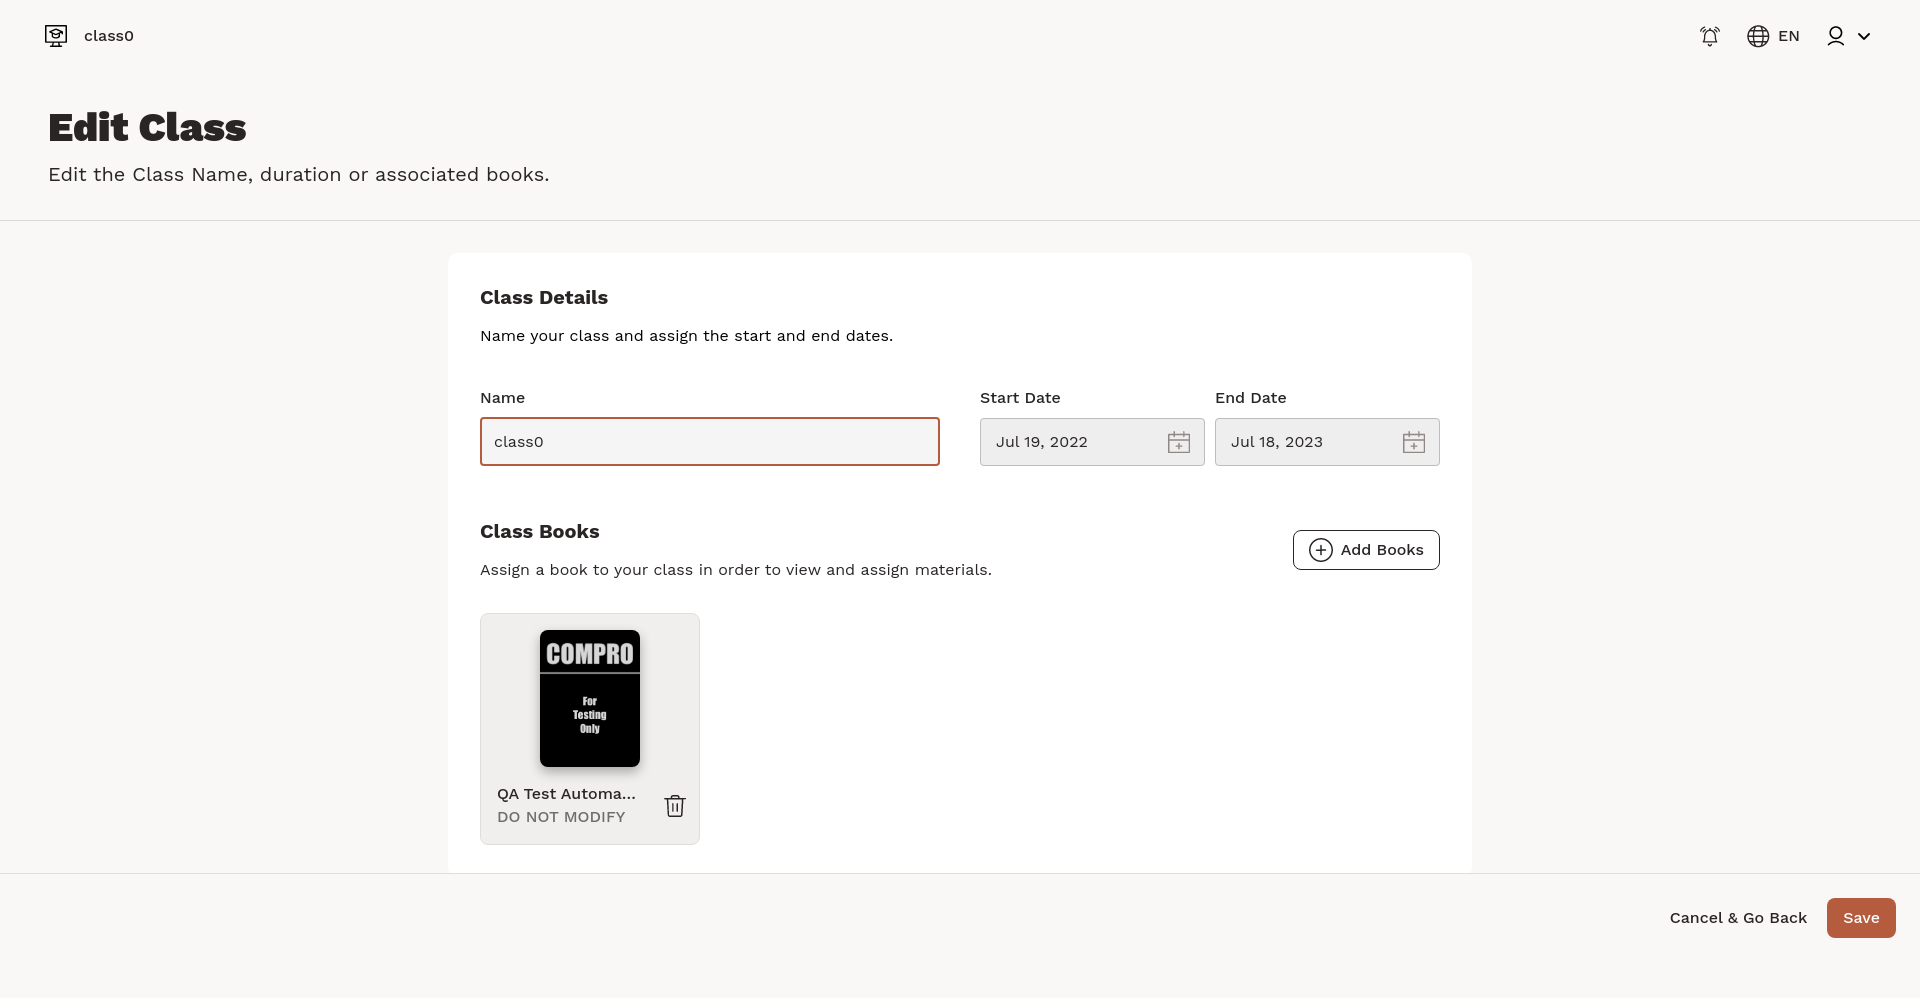 class0
EN
Edit Class
Edit the Class Name, duration or associated books.
Class Details
Name your class and assign the start and end dates.
Name
Start Date
End Date
class0
Jul 19, 2022
Jul 18, 2023
Class Books
Add Books
Assign a book to your class in order to view and assign materials.
COMPRO
For
Testing
Only
QA Test Automa...
DO NOT MODIFY
Cancel & Go Back
Save